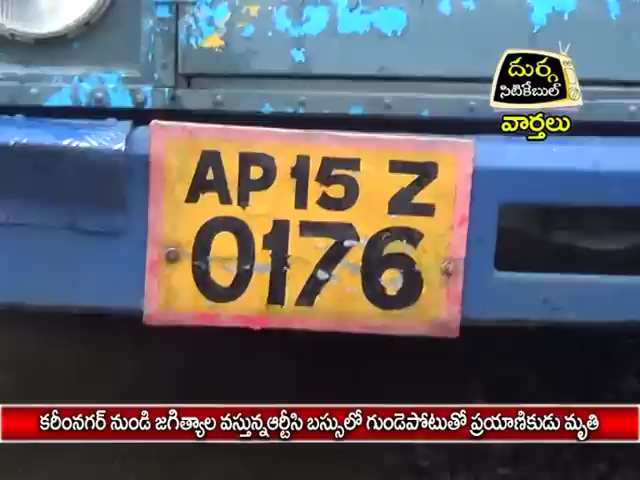 దుర్గ
సిటికేబుల్
వార్తలు
AP 15 Z
0176
కరీంనగర్ నుండి జగిత్యాల వస్తున్నఆర్టీసి బస్సులో గుండెపోటుతో ప్రయాణికుడు మృతి